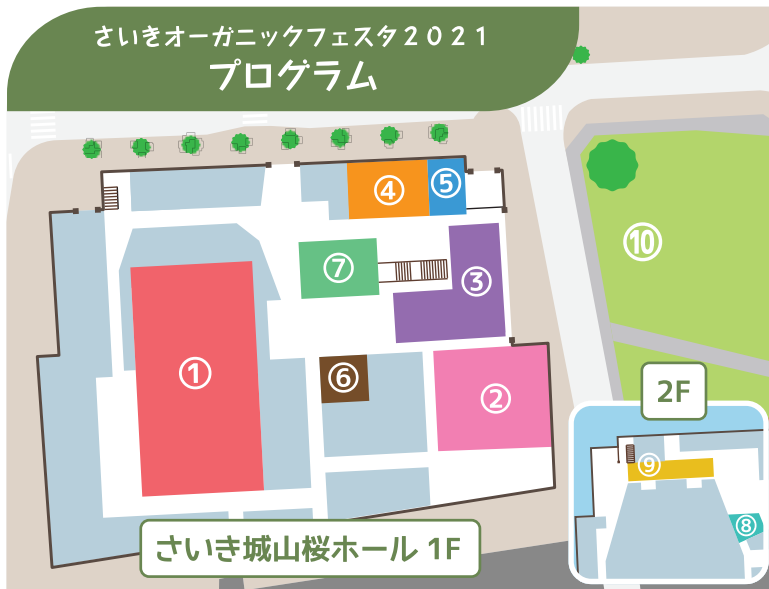 さいきオーガニックフェスタ2021
プログラム
④
⑤
⑩
⑦
③
①
⑥
②
2F
⑨
⑧
さいき城山桜ホール 1F